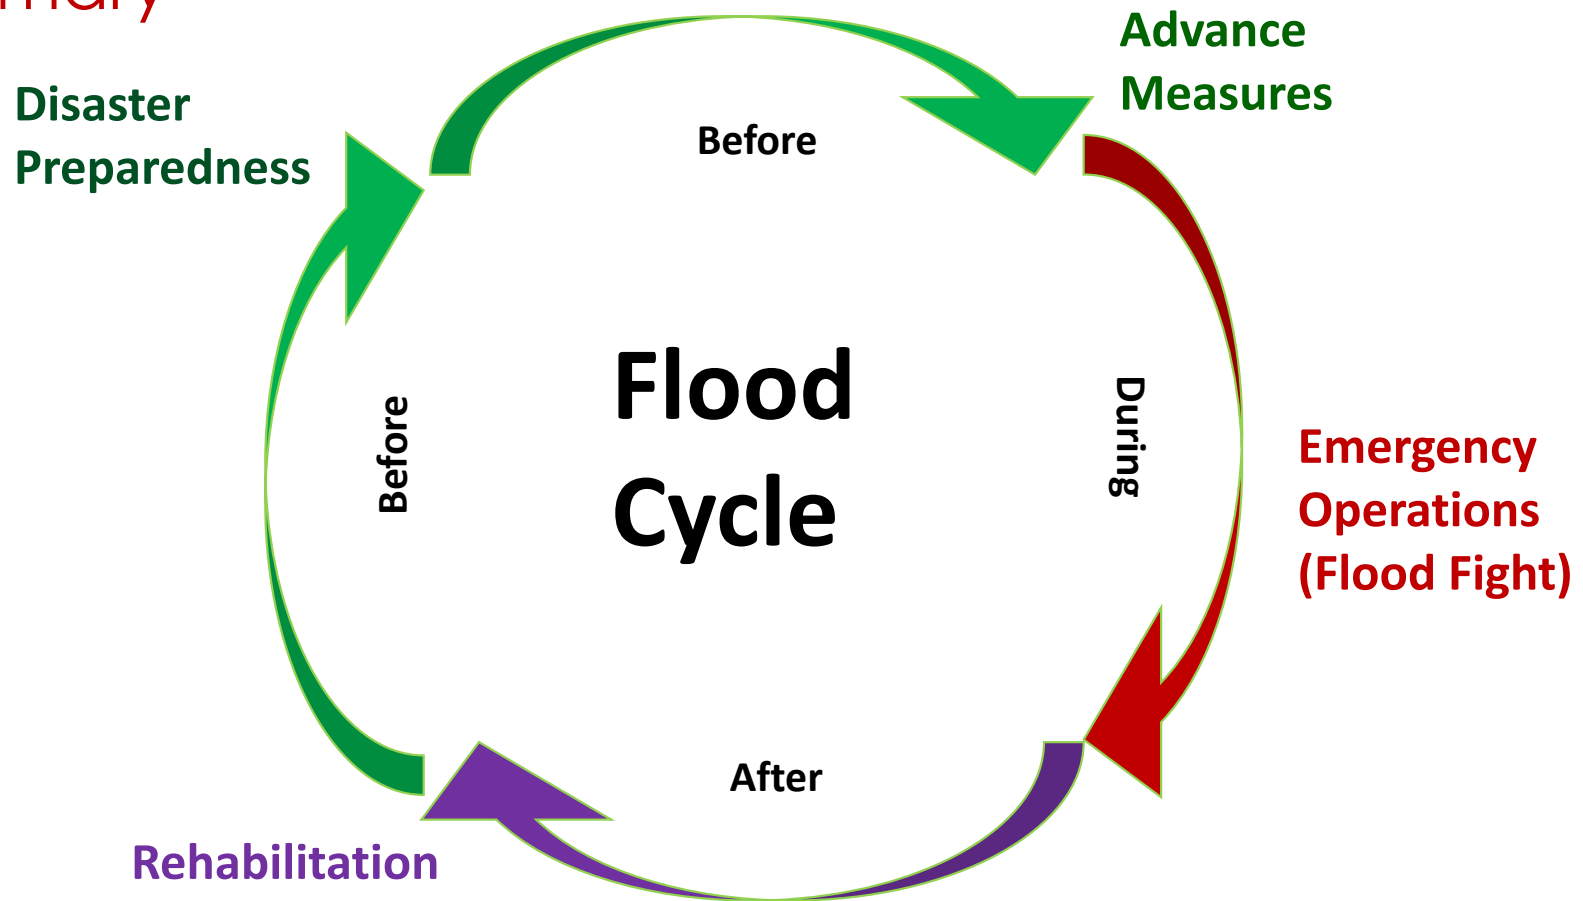 Advance
Measures
Disaster
Preparedness
Before
Flood
Cycle
Before
During
Emergency
Operations
(Flood Fight)
After
Rehabilitation